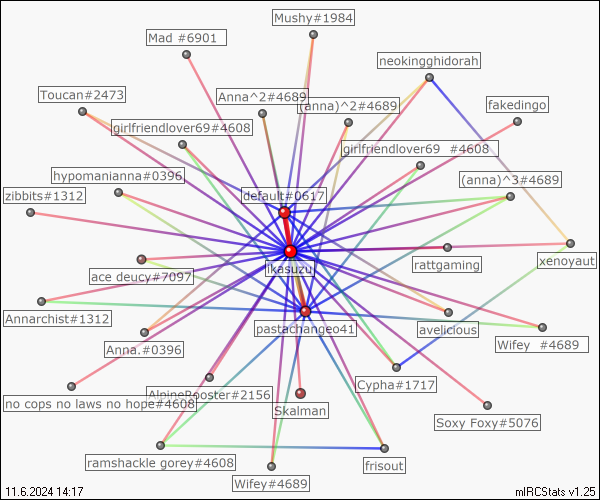 Mushy#1984
Mad #6901
neokingghidorah
Toucan#2473
Anna^2#4689
(anna)^2#4689
fakedingo
girlfriendlover69#4608
girlfriendlover69 #4608
hypomanianna#0396
(anna)^3#4689
zibbits#1312
default#0617
ikasuzu
rattgaming
xenoyaut
ace deucy#7097
Annarchist#1312
pastachangeo41
avelicious
Anna.#0396
Wifey #4689
Cypha#1717
AlpineRooster#2156
no cops no laws no hope#4608
Skalman
Soxy Foxy#5076
ramshackle gorey#4608
frisout
Wifey#4689
11.6.2024 14:17
mIRCStats v1.25